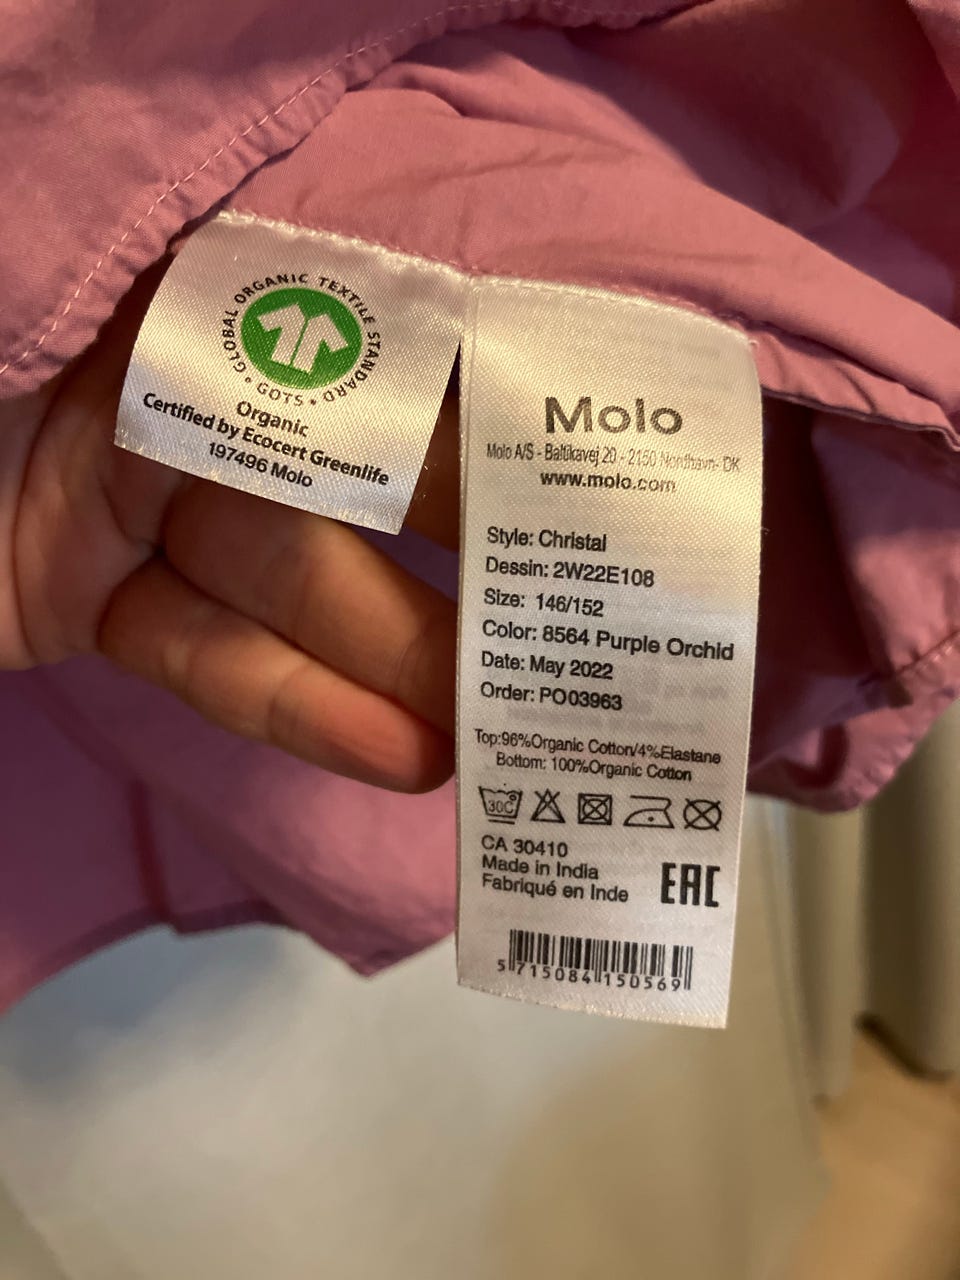 GLOBAL ORGANIC TEXTILE STANDARD • GOTS •
Organic
Certified by Ecocert Greenlife
197496 Molo
Molo
Molo A/S - Baltikavej 20 - 2150 Nordhavn- DK
www.molo.com
Style: Christal
Dessin: 2W22E108
Size: 146/152
Color: 8564 Purple Orchid
Date: May 2022
Order: PO03963
Top:96%Organic Cotton/4%Elastane
Bottom: 100%Organic Cotton
30C
CA 30410
Made in India
Fabriqué en Inde
EAC
5 715084 150569